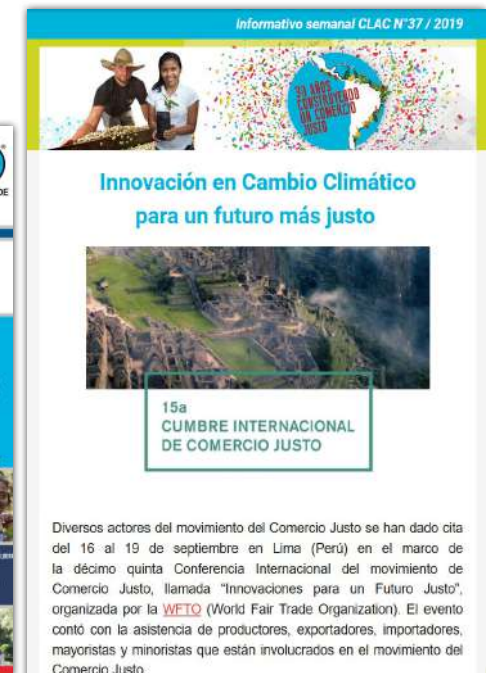 Informativo semanal CLAC N°37 / 2019
30 AÑOS
CONSTRUYENDO
UN COMERCIO
JUSTO
Innovación en Cambio Climático
para un futuro más justo
15a
CUMBRE INTERNACIONAL
DE COMERCIO JUSTO
Diversos actores del movimiento del Comercio Justo se han dado cita
del 16 al 19 de septiembre en Lima (Perú) en el marco de
la décimo quinta Conferencia Internacional del movimiento de
Comercio Justo, llamada "Innovaciones para un Futuro Justo",
organizada por la WFTO (World Fair Trade Organization). El evento
contó con la asistencia de productores, exportadores, importadores,
mayoristas y minoristas que están involucrados en el movimiento del
Comercio Justo.